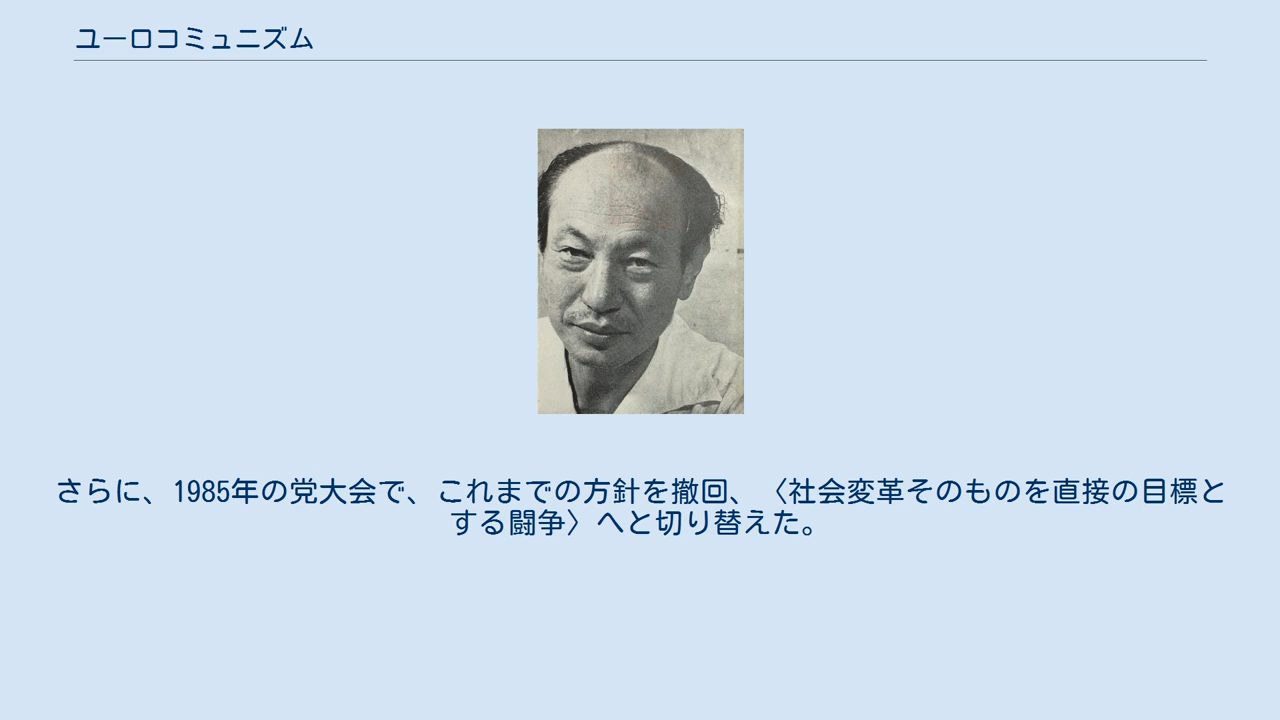 ユーロコミュニズム
さらに、1985年の党大会で、これまでの方針を撤回、〈社会変革そのものを直接の目標と
する闘争〉へと切り替えた。